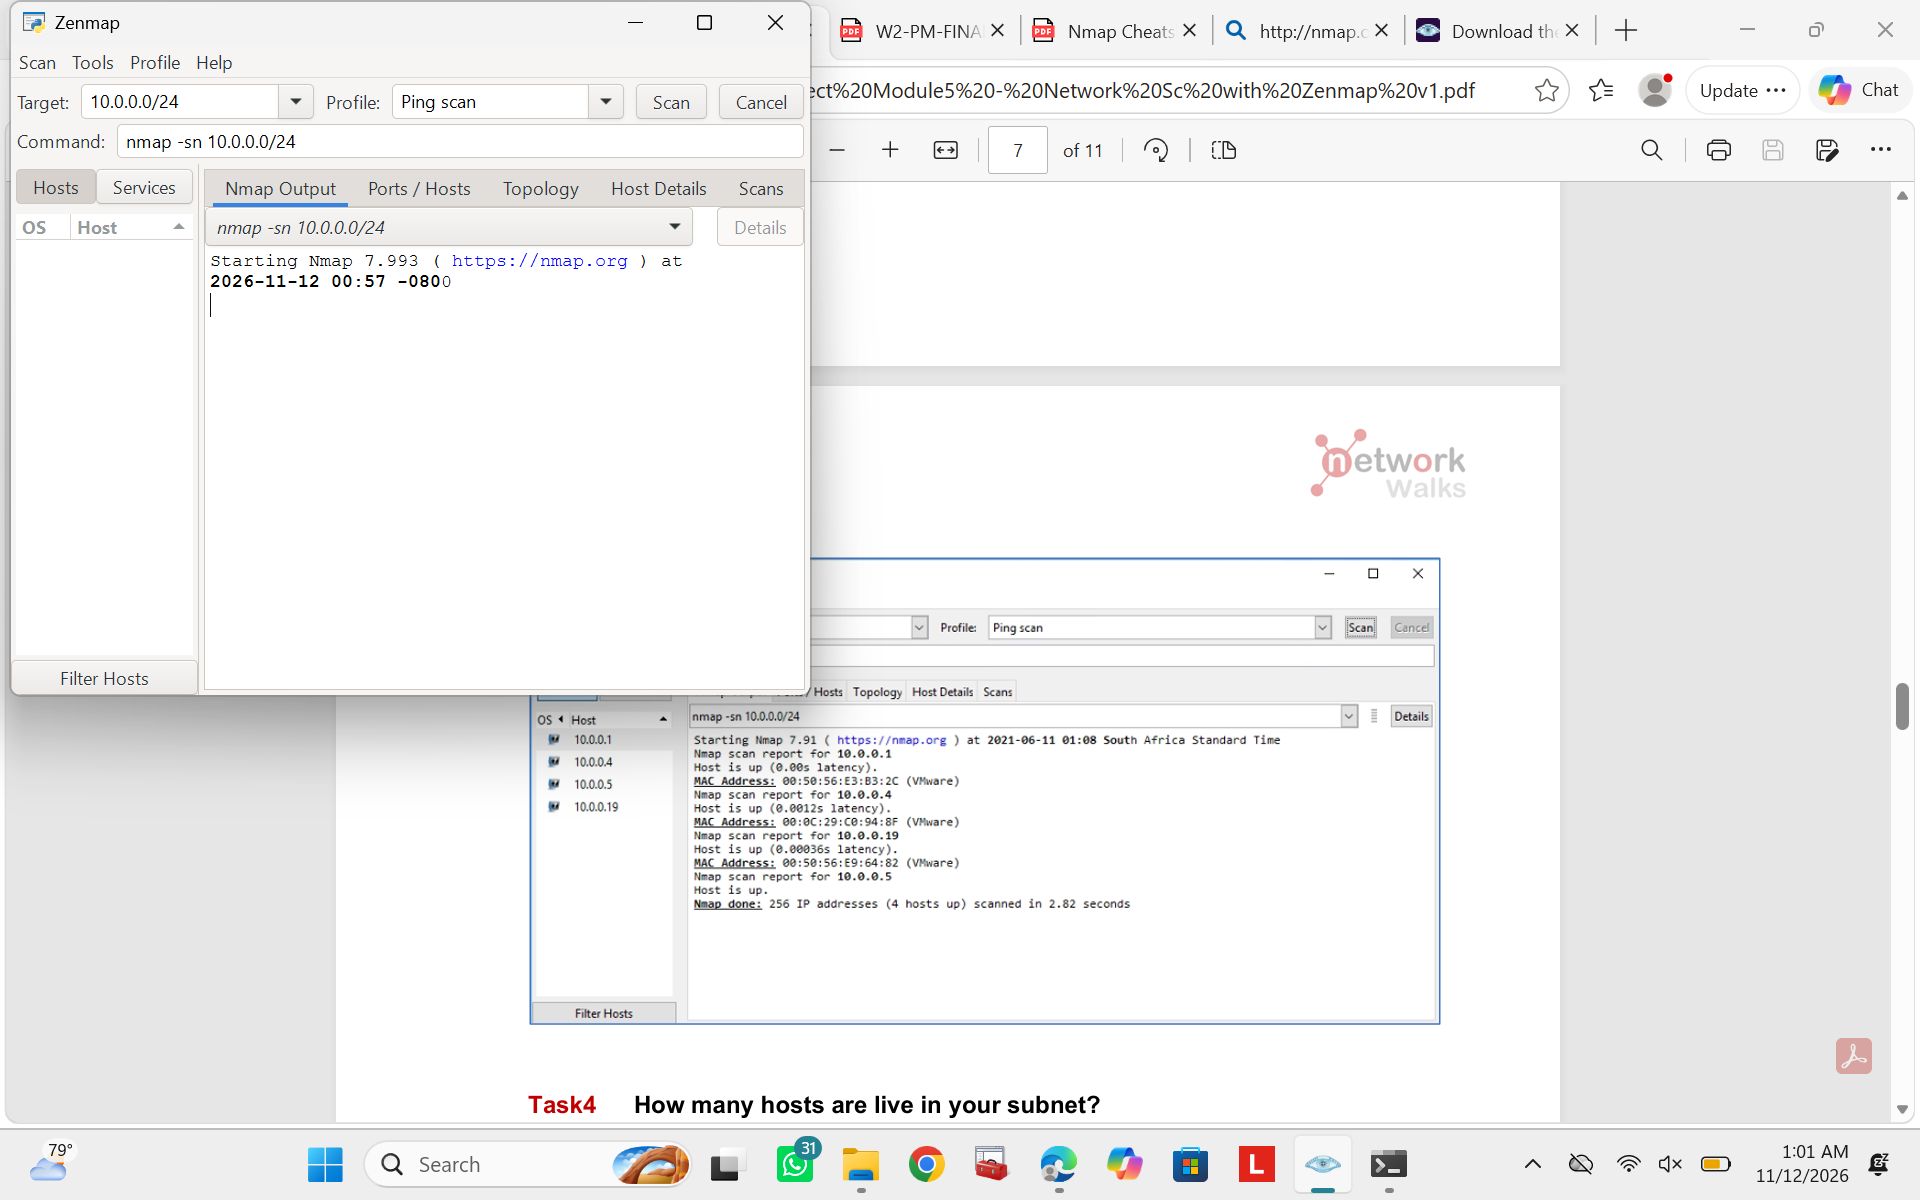 Zenmap
Scan Tools Profile Help
Target: 10.0.0.0/24 Profile: Ping scan Scan Cancel
Command: nmap -sn 10.0.0.0/24
Hosts Services
OS Host
Filter Hosts
Nmap Output Ports / Hosts Topology Host Details Scans
nmap -sn 10.0.0.0/24 Details
Starting Nmap 7.993 ( https://nmap.org ) at
2026-11-12 00:57 -0800
W2-PM-FINA
Nmap Cheats
http://nmap.o
Download the
ect%20Module5%20-%20Network%20Sc%20with%20Zenmap%20v1.pdf
Update
Chat
7 of 11
network
Walks
Profile: Ping scan Scan Cancel
/ Hosts Topology Host Details Scans
OS Host
10.0.0.1
10.0.0.4
10.0.0.5
10.0.0.19
Filter Hosts
nmap -sn 10.0.0.0/24 Details
Starting Nmap 7.91 ( https://nmap.org ) at 2021-06-11 01:08 South Africa Standard Time
Nmap scan report for 10.0.0.1
Host is up (0.00s latency).
MAC Address: 00:50:56:E3:B3:2C (VMware)
Nmap scan report for 10.0.0.4
Host is up (0.0012s latency).
MAC Address: 00:0C:29:C0:94:8F (VMware)
Nmap scan report for 10.0.0.19
Host is up (0.00036s latency).
MAC Address: 00:50:56:E9:64:82 (VMware)
Nmap scan report for 10.0.0.5
Host is up.
Nmap done: 256 IP addresses (4 hosts up) scanned in 2.82 seconds
Task4 How many hosts are live in your subnet?
79°
Search
31
L
1:01 AM
11/12/2026